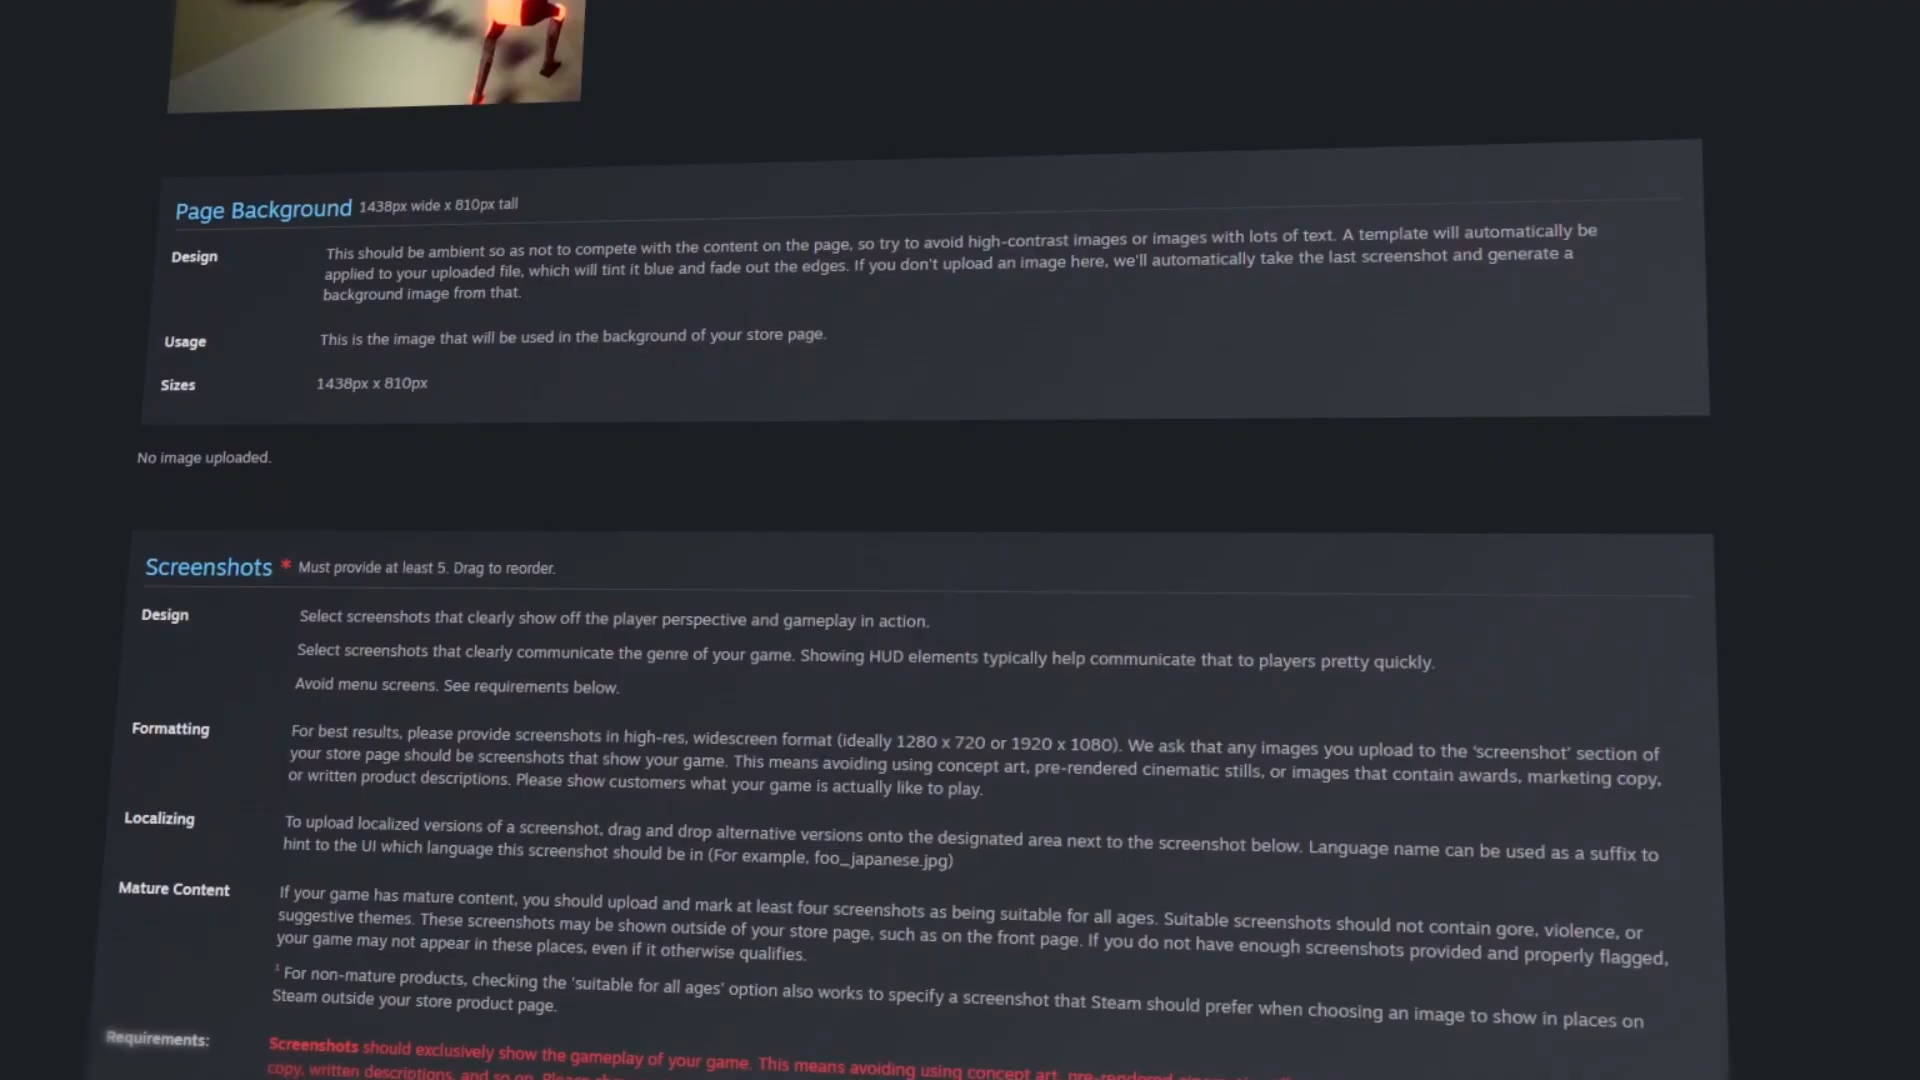 Page Background 1438px wide x 810px tall
Design This should be ambient so as not to compete with the content on the page, so try to avoid high-contrast images or images with lots of text. A template will automatically be
applied to your uploaded file, which will tint it blue and fade out the edges. If you don't upload an image here, we'll automatically take the last screenshot and generate a
background image from that.
Usage This is the image that will be used in the background of your store page.
Sizes 1438px x 810px
No image uploaded.
Screenshots * Must provide at least 5. Drag to reorder.
Design Select screenshots that clearly show off the player perspective and gameplay in action.
Select screenshots that clearly communicate the genre of your game. Showing HUD elements typically help communicate that to players pretty quickly.
Avoid menu screens. See requirements below.
Formatting For best results, please provide screenshots in high-res, widescreen format (ideally 1280 x 720 or 1920 x 1080). We ask that any images you upload to the 'screenshot' section of
your store page should be screenshots that show your game. This means avoiding using concept art, pre-rendered cinematic stills, or images that contain awards, marketing copy,
or written product descriptions. Please show customers what your game is actually like to play.
Localizing To upload localized versions of a screenshot, drag and drop alternative versions onto the designated area next to the screenshot below. Language name can be used as a suffix to
hint to the UI which language this screenshot should be in (For example, foo_japanese.jpg)
Mature Content If your game has mature content, you should upload and mark at least four screenshots as being suitable for all ages. Suitable screenshots should not contain gore, violence, or
suggestive themes. These screenshots may be shown outside of your store page, such as on the front page. If you do not have enough screenshots provided and properly flagged,
your game may not appear in these places, even if it otherwise qualifies.
1 For non-mature products, checking the 'suitable for all ages' option also works to specify a screenshot that Steam should prefer when choosing an image to show in places on
Steam outside your store product page.
Requirements: Screenshots should exclusively show the gameplay of your game. This means avoiding using concept art, pre-rendered
copy, written descriptions, and so on. Please